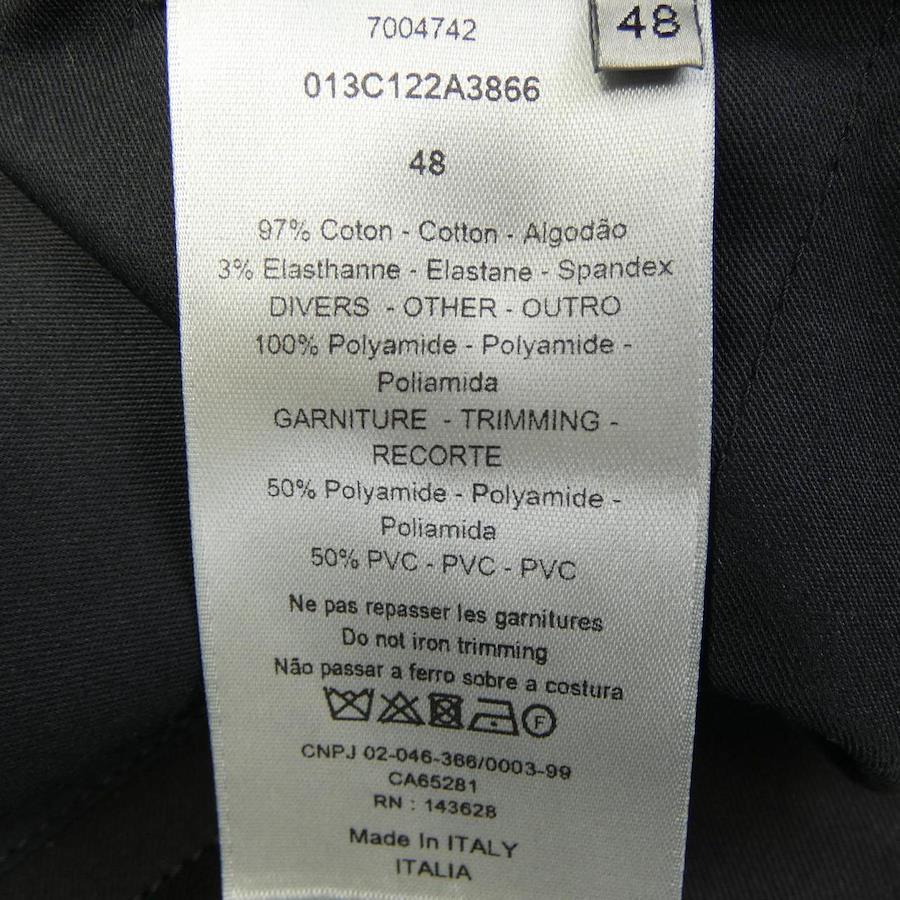 48
7004742
013C122A3866
48
97% Coton - Cotton - Algodão
3% Elasthanne - Elastane - Spandex
DIVERS - OTHER - OUTRO
100% Polyamide - Polyamide -
Poliamida
GARNITURE - TRIMMING -
RECORTE
50% Polyamide - Polyamide -
Poliamida
50% PVC - PVC - PVC
Ne pas repasser les garnitures
Do not iron trimming
Não passar a ferro sobre a costura
F
CNPJ 02-046-366/0003-99
CA65281
RN : 143628
Made In ITALY
ITALIA